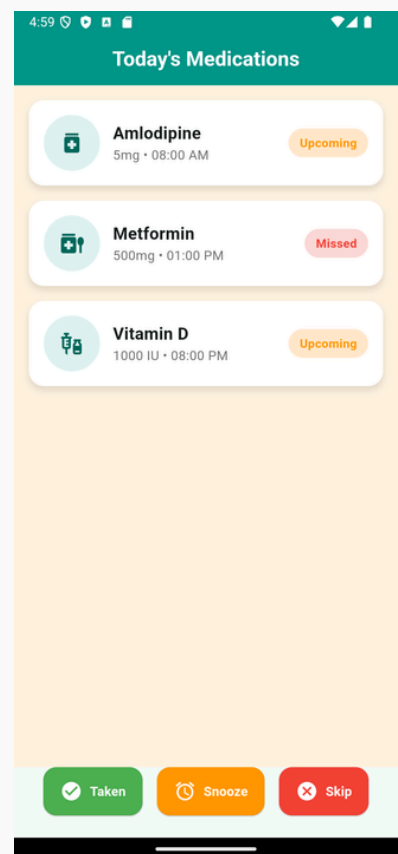 4:59
Today's Medications
Amlodipine
5mg • 08:00 AM
Upcoming
Metformin
500mg • 01:00 PM
Missed
Vitamin D
1000 IU • 08:00 PM
Upcoming
Taken
Snooze
Skip